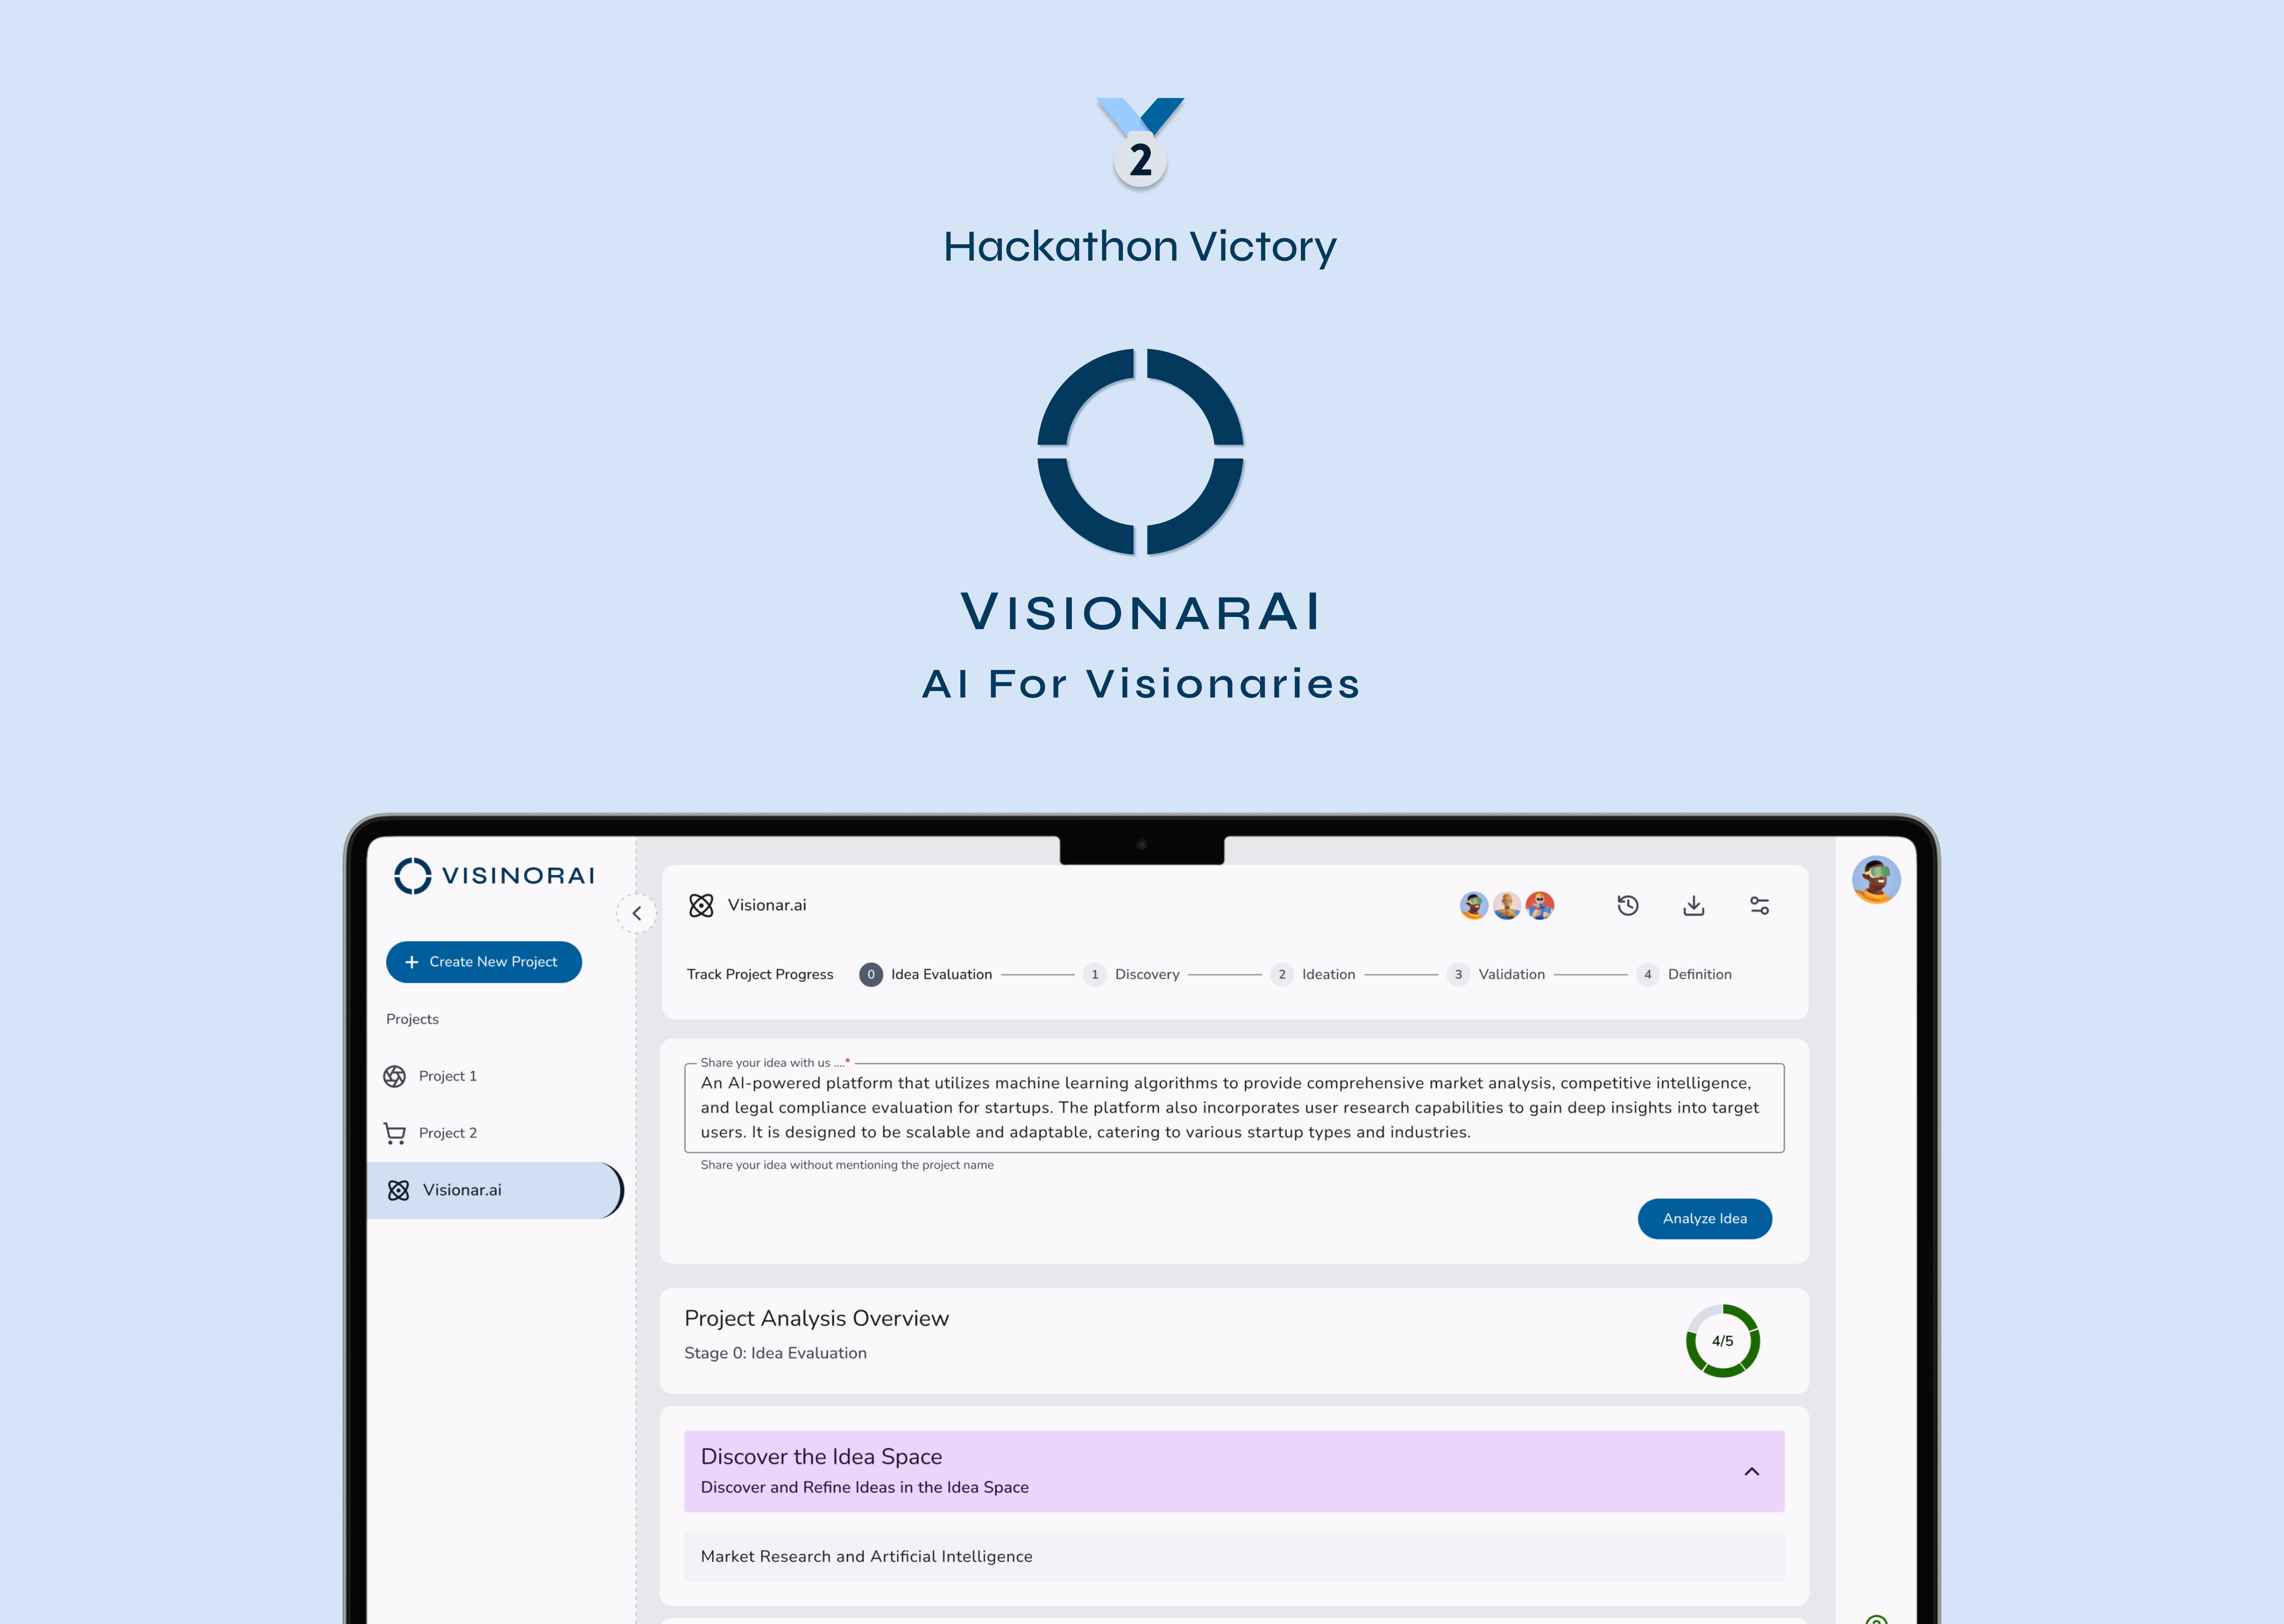 2
Hackathon Victory
VISIONARAI
AI For Visionaries
VISINORAI
Create New Project
Projects
Project 1
Project 2
Visionar.ai
Visionar.ai
Track Project Progress 0 Idea Evaluation 1 Discovery 2 Ideation 3 Validation 4 Definition
Share your idea with us ....*
An AI-powered platform that utilizes machine learning algorithms to provide comprehensive market analysis, competitive intelligence,
and legal compliance evaluation for startups. The platform also incorporates user research capabilities to gain deep insights into target
users. It is designed to be scalable and adaptable, catering to various startup types and industries.
Share your idea without mentioning the project name
Analyze Idea
Project Analysis Overview
Stage 0: Idea Evaluation
4/5
Discover the Idea Space
Discover and Refine Ideas in the Idea Space
Market Research and Artificial Intelligence